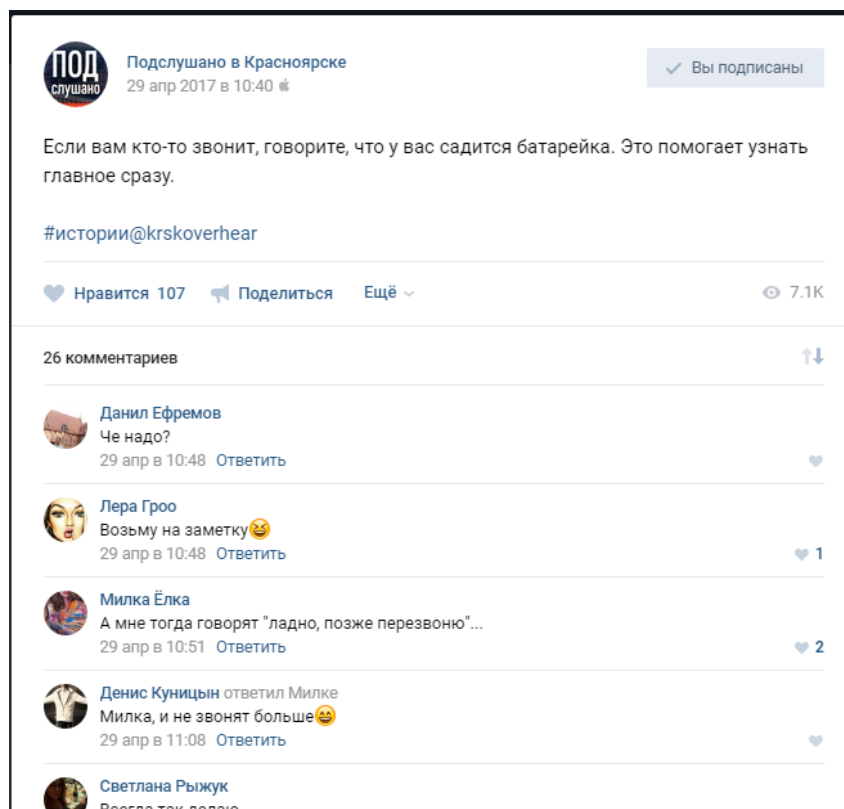 ПОД
слушано
Подслушано в Красноярске
29 апр 2017 в 10:40
Вы подписаны
Если вам кто-то звонит, говорите, что у вас садится батарейка. Это помогает узнать
главное сразу.
#истории@krskoverhear
Нравится 107 Поделиться Ещё 7.1K
26 комментариев
Данил Ефремов
Че надо?
29 апр в 10:48 Ответить
Лера Гроо
Возьму на заметку😆
29 апр в 10:48 Ответить 1
Милка Ёлка
А мне тогда говорят "ладно, позже перезвоню"...
29 апр в 10:51 Ответить 2
Денис Куницын ответил Милке
Милка, и не звонят больше😄
29 апр в 11:08 Ответить
Светлана Рыжук
Всегда так делаю